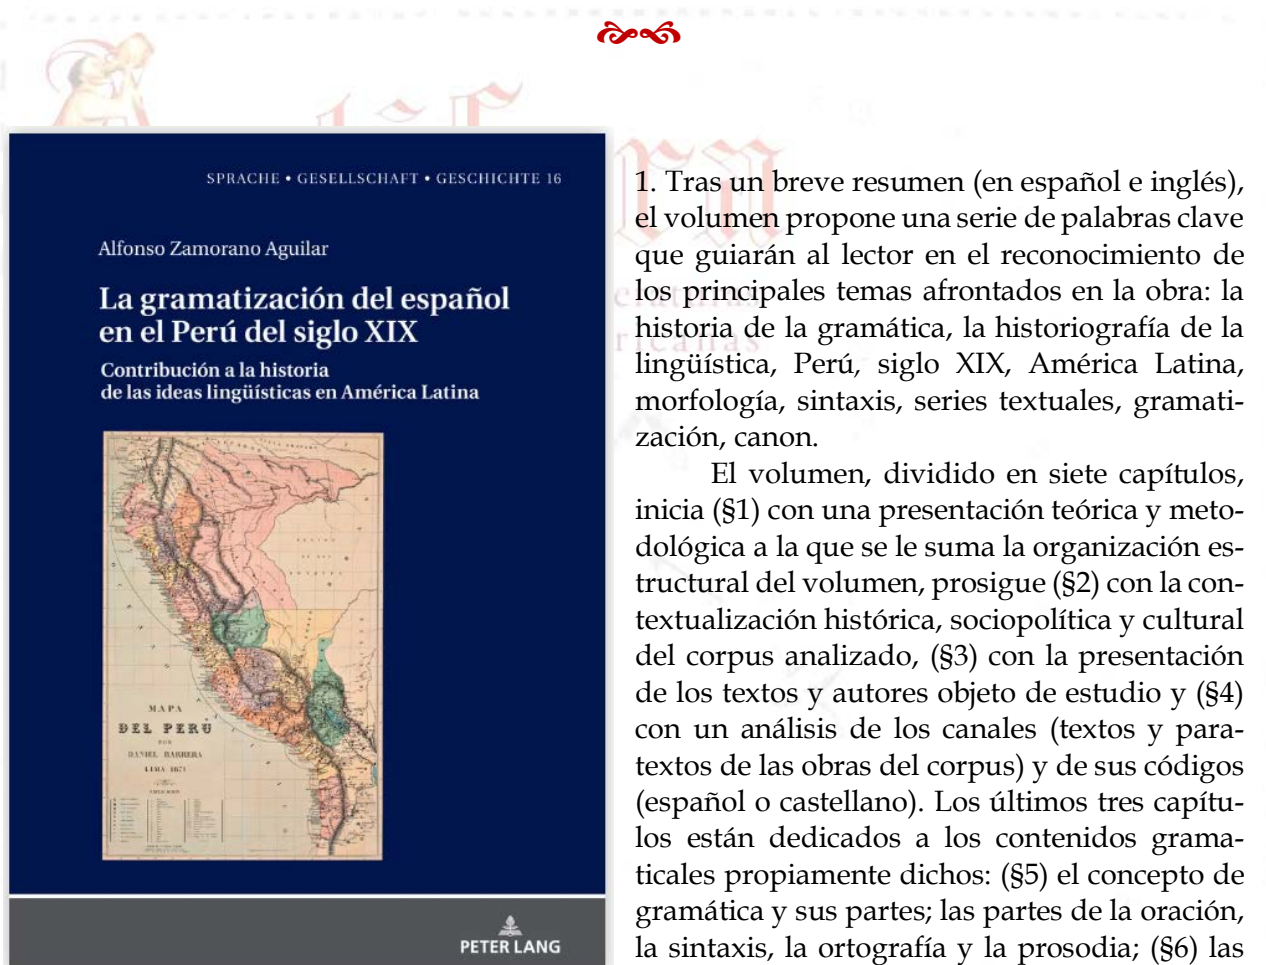 SPRACHE • GESELLSCHAFT • GESCHICHTE 16
Alfonso Zamorano Aguilar
La gramatización del español
en el Perú del siglo XIX
Contribución a la historia
de las ideas lingüísticas en América Latina
MAPA
DEL PERÚ
POR
DANIEL BARRERA
LIMA 1871
PETER LANG
1. Tras un breve resumen (en español e inglés),
el volumen propone una serie de palabras clave
que guiarán al lector en el reconocimiento de
los principales temas afrontados en la obra: la
historia de la gramática, la historiografía de la
lingüística, Perú, siglo XIX, América Latina,
morfología, sintaxis, series textuales, gramati-
zación, canon.
El volumen, dividido en siete capítulos,
inicia (§1) con una presentación teórica y meto-
dológica a la que se le suma la organización es-
tructural del volumen, prosigue (§2) con la con-
textualización histórica, sociopolítica y cultural
del corpus analizado, (§3) con la presentación
de los textos y autores objeto de estudio y (§4)
con un análisis de los canales (textos y para-
textos de las obras del corpus) y de sus códigos
(español o castellano). Los últimos tres capítu-
los están dedicados a los contenidos grama-
ticales propiamente dichos: (§5) el concepto de
gramática y sus partes; las partes de la oración,
la sintaxis, la ortografía y la prosodia; (§6) las